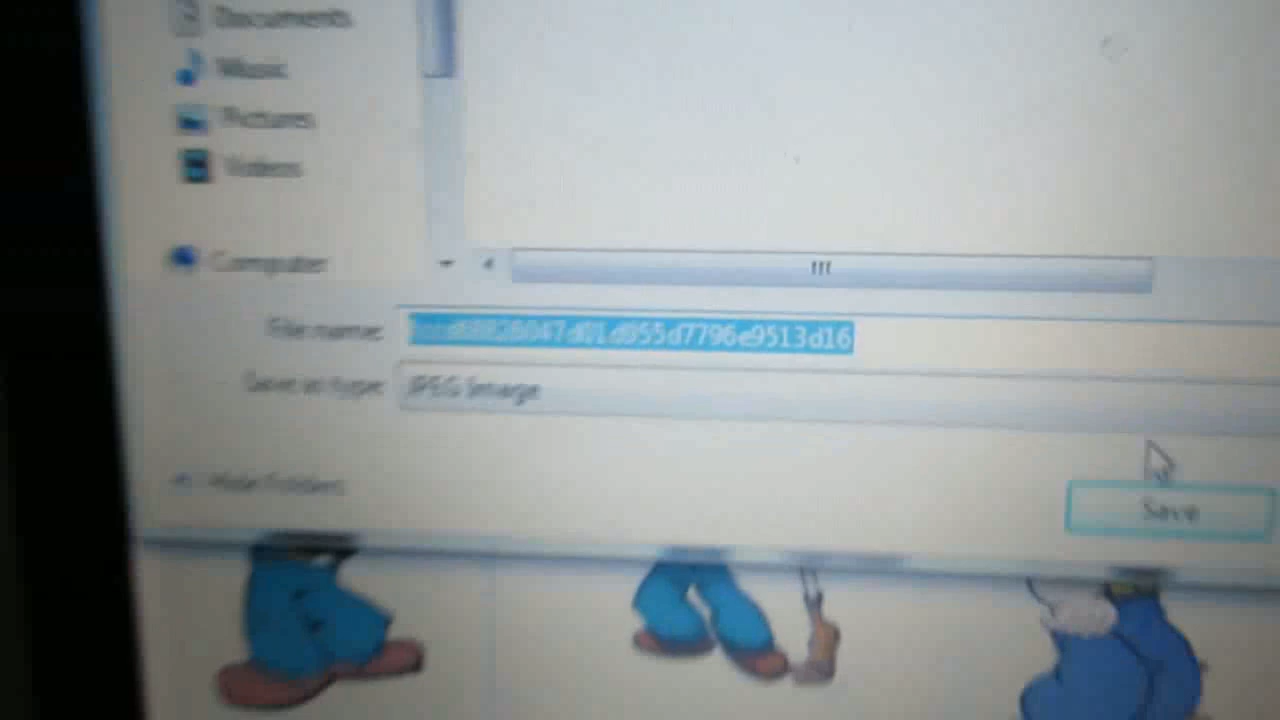 Documents
Music
Pictures
Videos
Computer
File name:
Save as type: JPEG Image
Hide Folders
Save